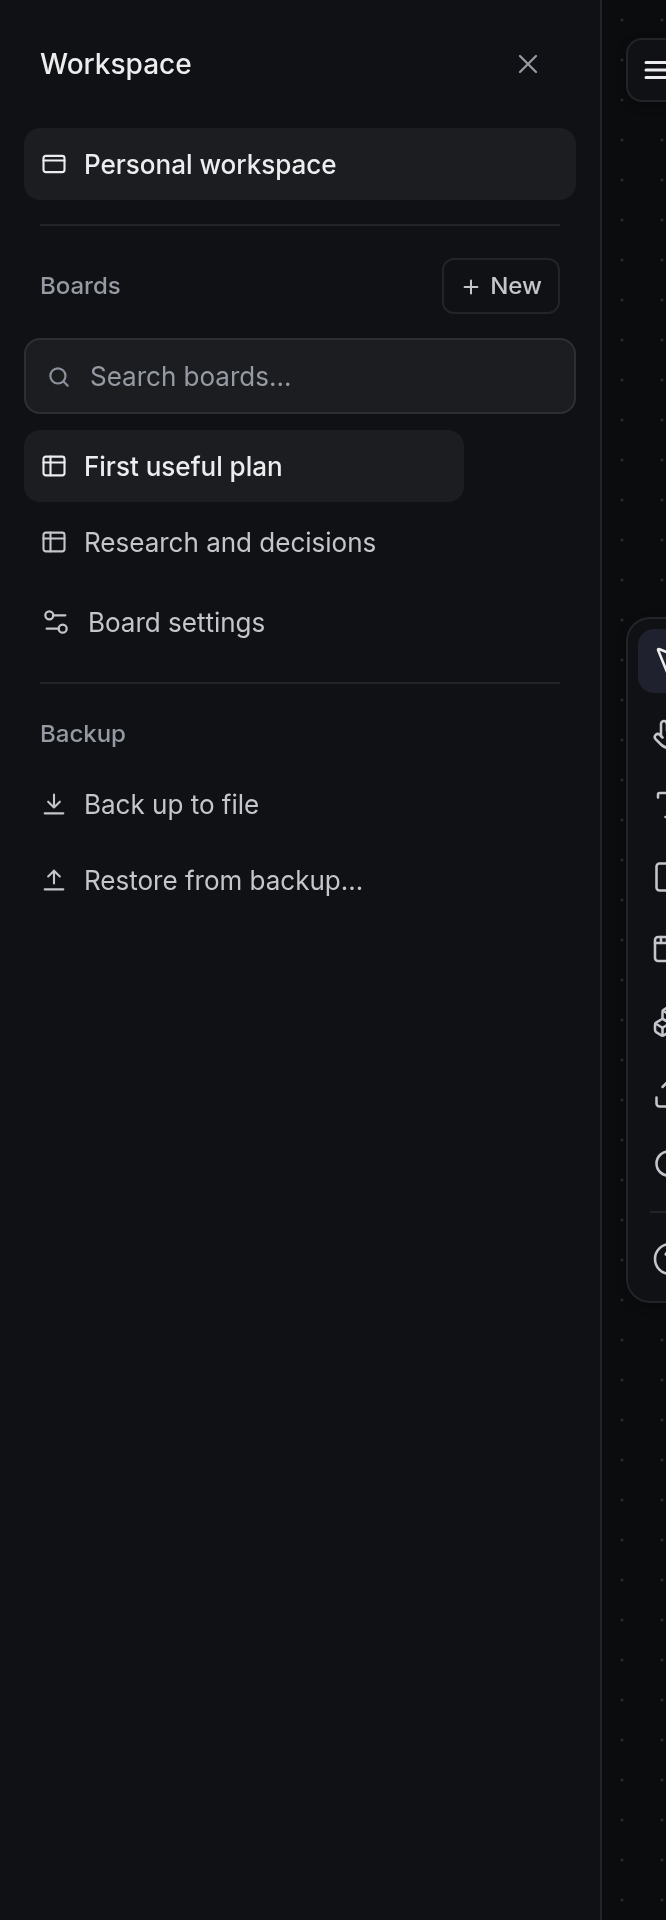 Workspace
Personal workspace
Boards
+ New
Search boards...
First useful plan
Research and decisions
Board settings
Backup
Back up to file
Restore from backup...